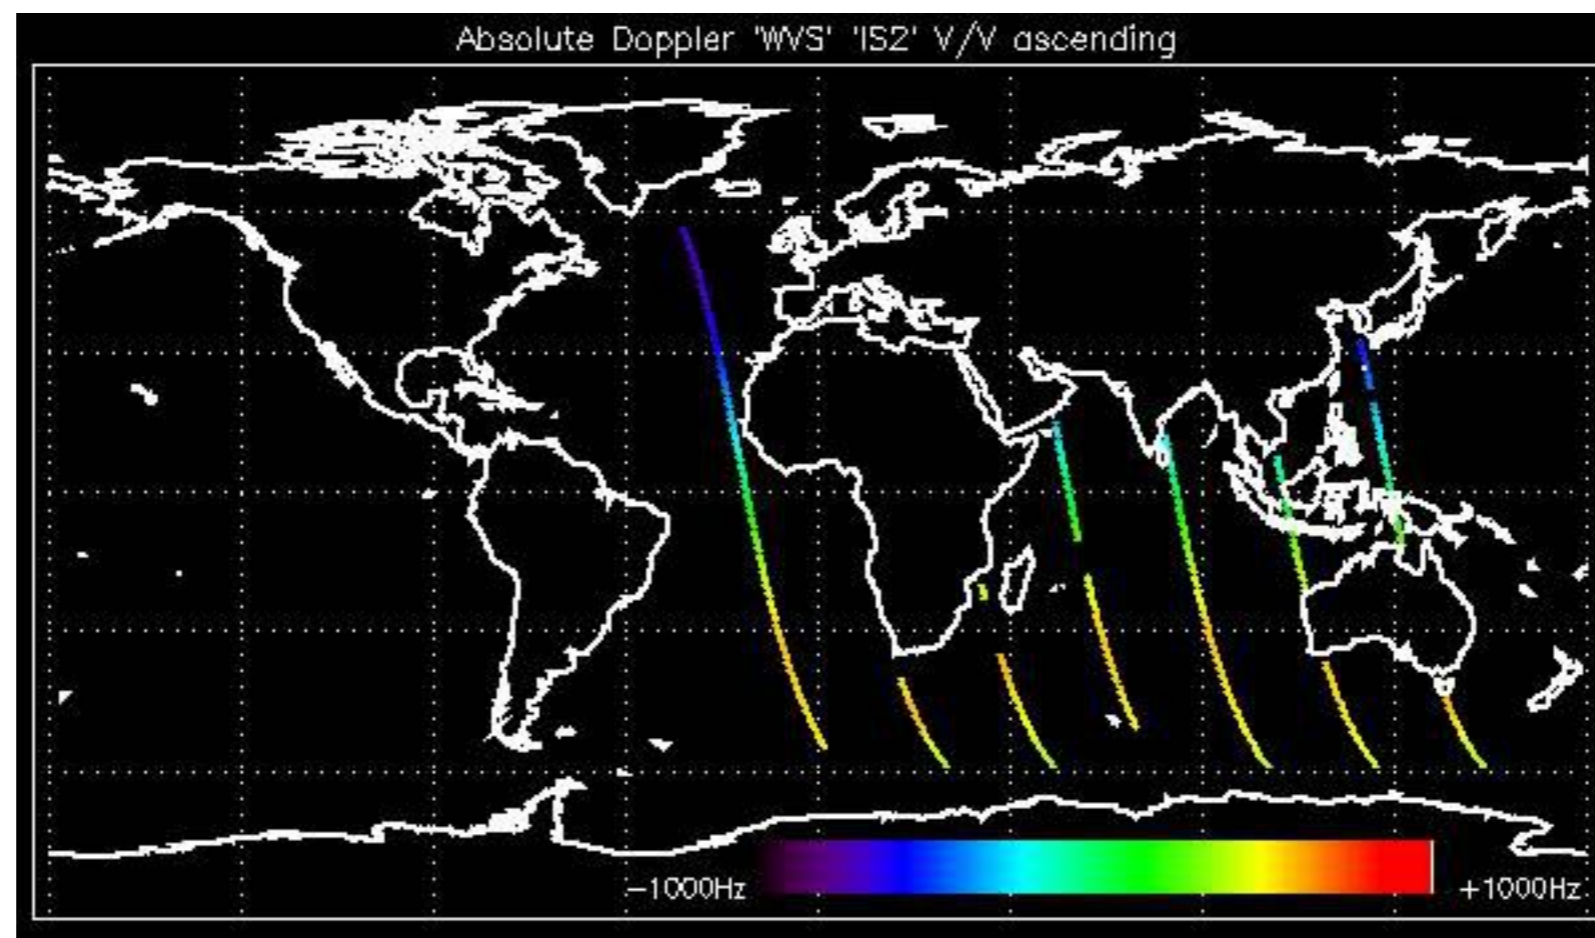 Absolute Doppler 'WVS' 'IS2' V/V ascending
−1000Hz
+1000Hz